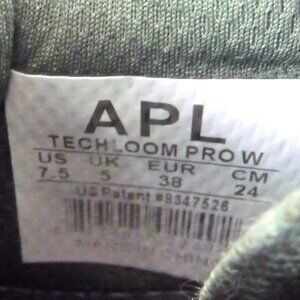 APL
TECHLOOM PRO W
US UK EUR CM
7.5 5 38 24
US Patent #8347526